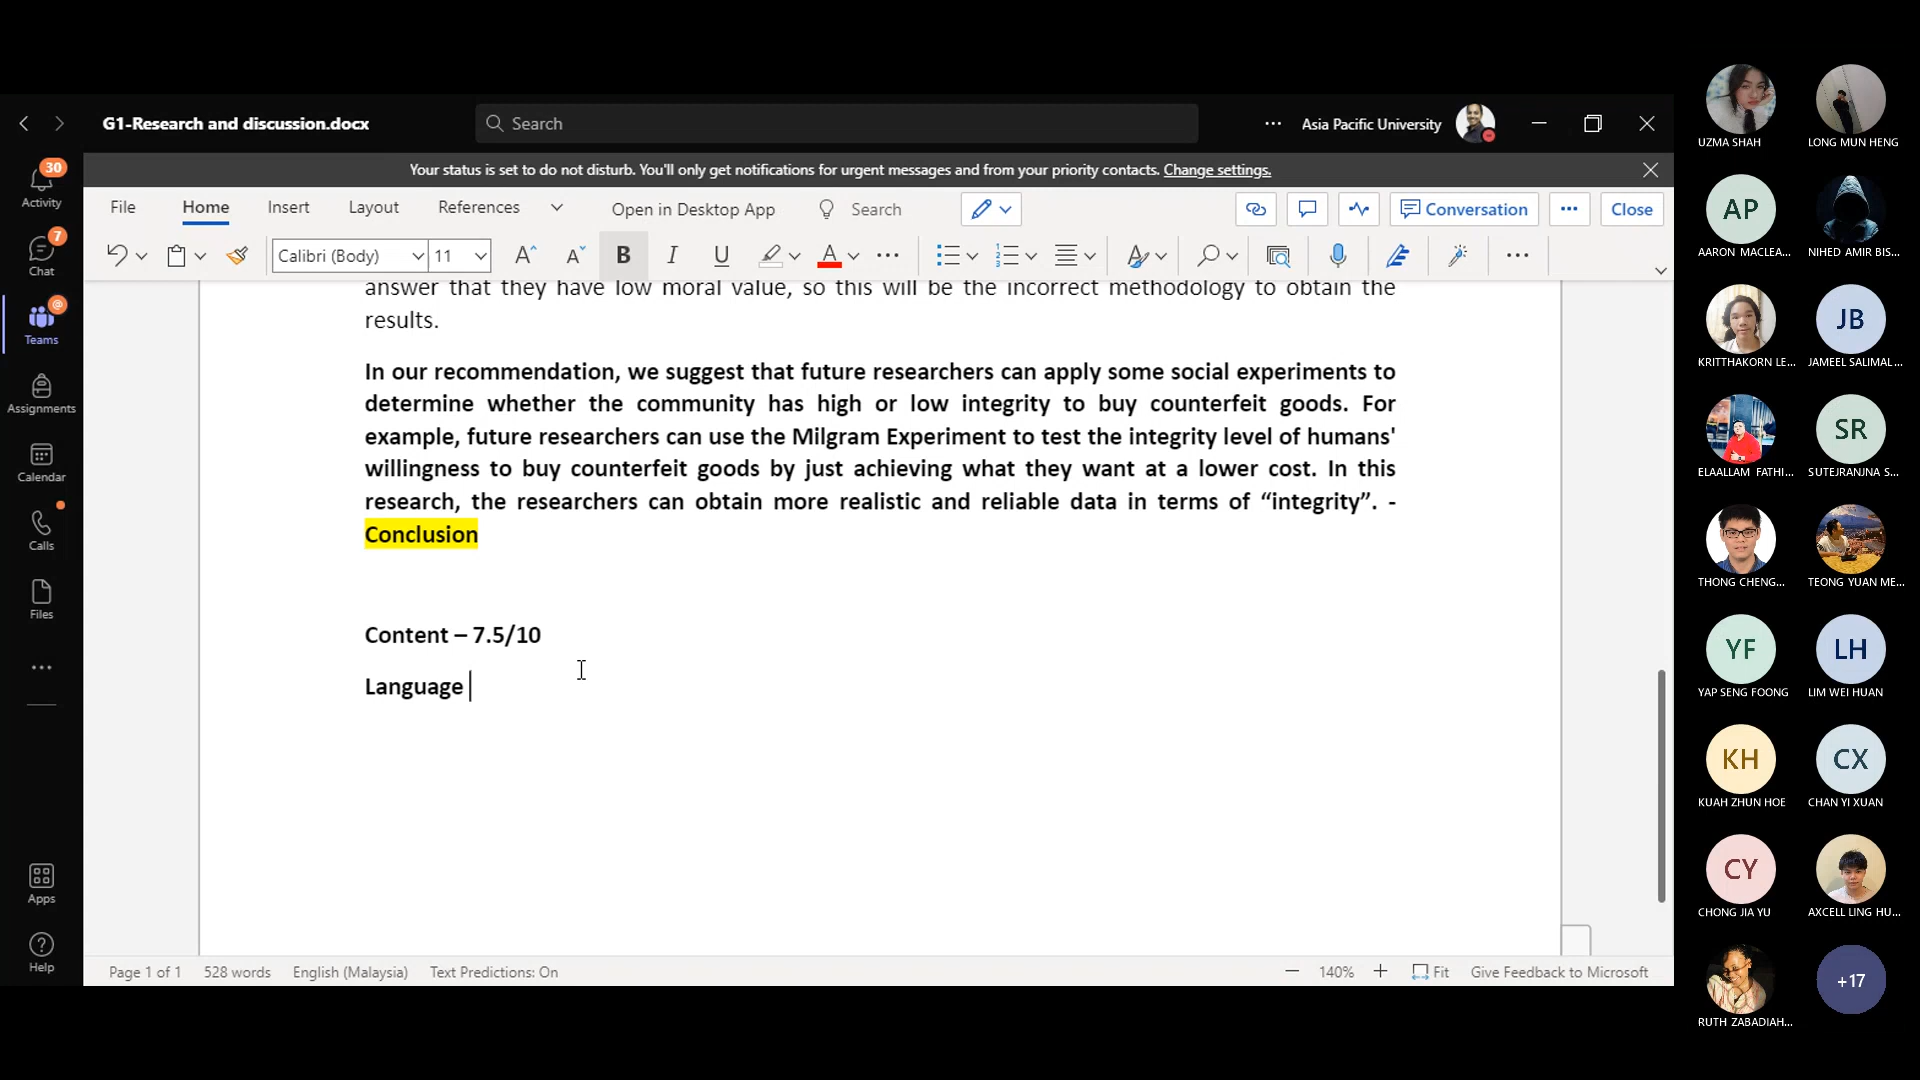 G1-Research and discussion.docx
Search
Asia Pacific University
Your status is set to do not disturb. You'll only get notifications for urgent messages and from your priority contacts. Change settings.
30
Activity
7
Chat
Teams
Assignments
Calendar
Calls
Files
Apps
Help
File Home Insert Layout References Open in Desktop App Search Conversation Close
Calibri (Body) 11 B I U A
answer that they have low moral value, so this will be the incorrect methodology to obtain the
results.
In our recommendation, we suggest that future researchers can apply some social experiments to
determine whether the community has high or low integrity to buy counterfeit goods. For
example, future researchers can use the Milgram Experiment to test the integrity level of humans'
willingness to buy counterfeit goods by just achieving what they want at a lower cost. In this
research, the researchers can obtain more realistic and reliable data in terms of “integrity”. -
Conclusion
Content – 7.5/10
Language
Page 1 of 1 528 words English (Malaysia) Text Predictions: On 140% Fit Give Feedback to Microsoft
UZMA SHAH LONG MUN HENG
AP
AARON MACLEA... NIHED AMIR BIS...
JB
KRITTHAKORN LE... JAMEEL SALIMAL...
SR
ELAALLAM FATHI... SUTEJRANJNA S...
THONG CHENG... TEONG YUAN ME...
YF LH
YAP SENG FOONG LIM WEI HUAN
KH CX
KUAH ZHUN HOE CHAN YI XUAN
CY
CHONG JIA YU AXCELL LING HU...
+17
RUTH ZABADIAH...